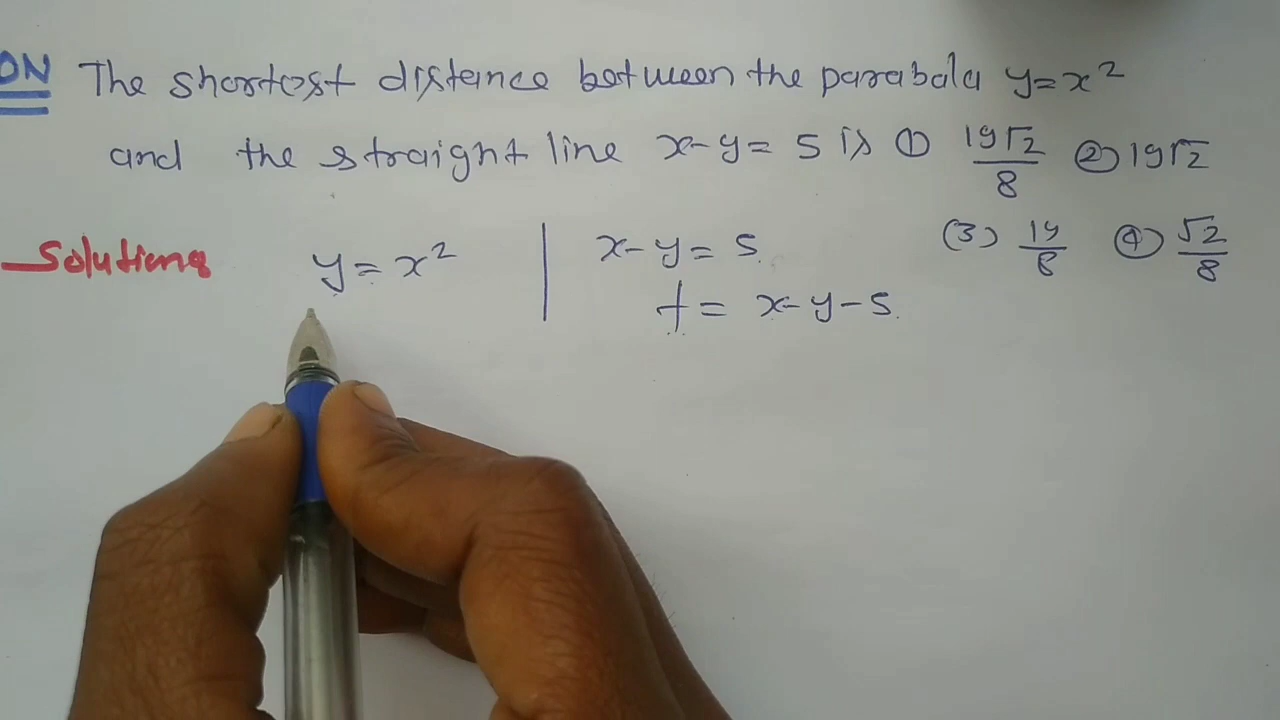 ON The shortest distance between the parabala y=x²
and the straight line x-y=5 is ① 19√2/8 ② 19√2
(3) 19/8 ④ √2/8
Solutions y=x² | x-y=5
f=x-y-5